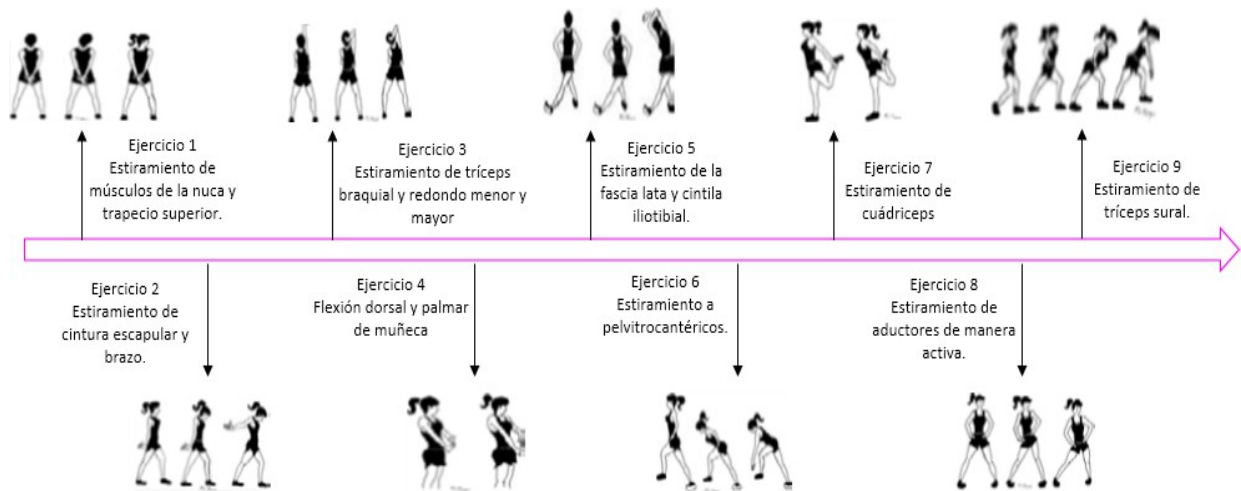 Ejercicio 1
Estiramiento de
músculos de la nuca y
trapecio superior.
Ejercicio 2
Estiramiento de
cintura escapular y
brazo.
Ejercicio 3
Estiramiento de tríceps
braquial y redondo menor y
mayor
Ejercicio 4
Flexión dorsal y palmar
de muñeca
Ejercicio 5
Estiramiento de la
fascia lata y cintila
iliotibial.
Ejercicio 6
Estiramiento a
pelvitrocantéricos.
Ejercicio 7
Estiramiento de
cuádriceps
Ejercicio 8
Estiramiento de
aductores de manera
activa.
Ejercicio 9
Estiramiento de
tríceps sural.